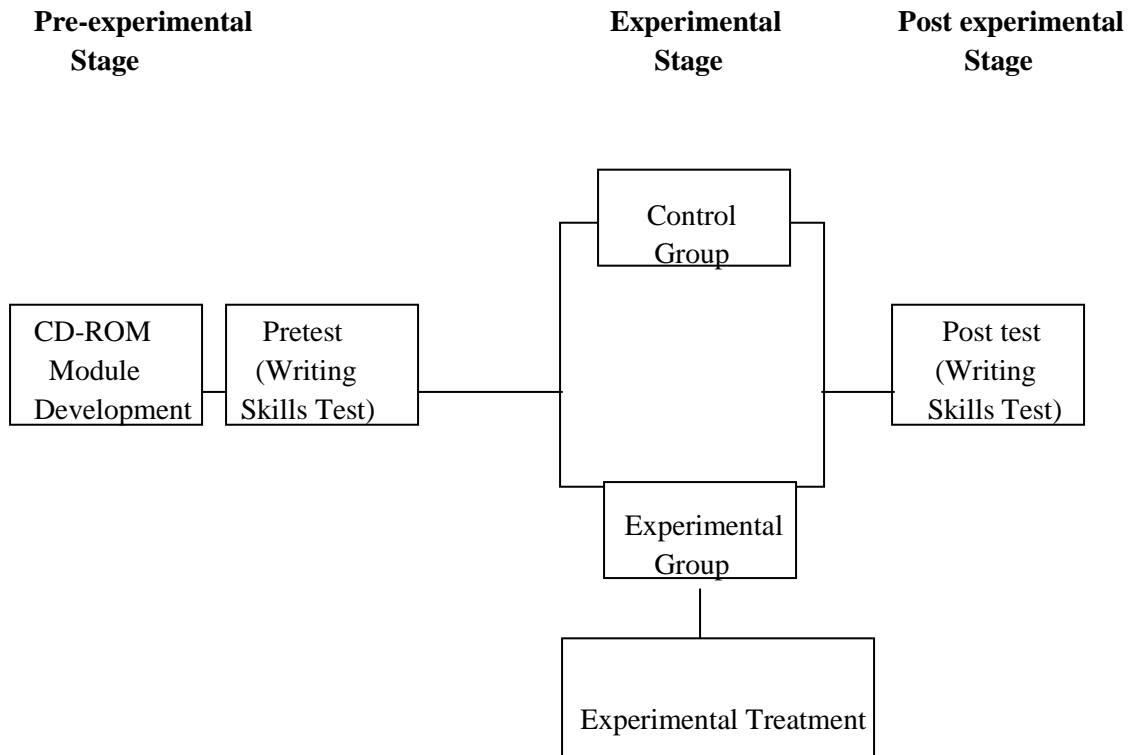 Pre-experimental
Stage
Experimental
Stage
Post experimental
Stage
Control
Group
CD-ROM
Module
Development
Pretest
(Writing
Skills Test)
Post test
(Writing
Skills Test)
Experimental
Group
Experimental Treatment